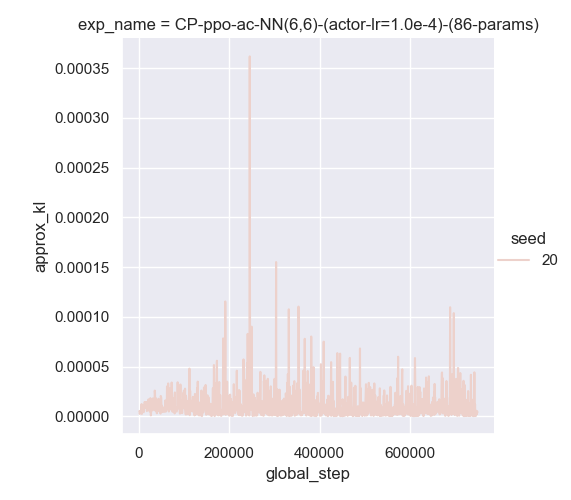 exp_name = CP-ppo-ac-NN(6,6)-(actor-lr=1.0e-4)-(86-params)
0.00035
0.00030
0.00025
0.00020
0.00015
0.00010
0.00005
0.00000
approx_kl
0 200000 400000 600000
global_step
seed
20